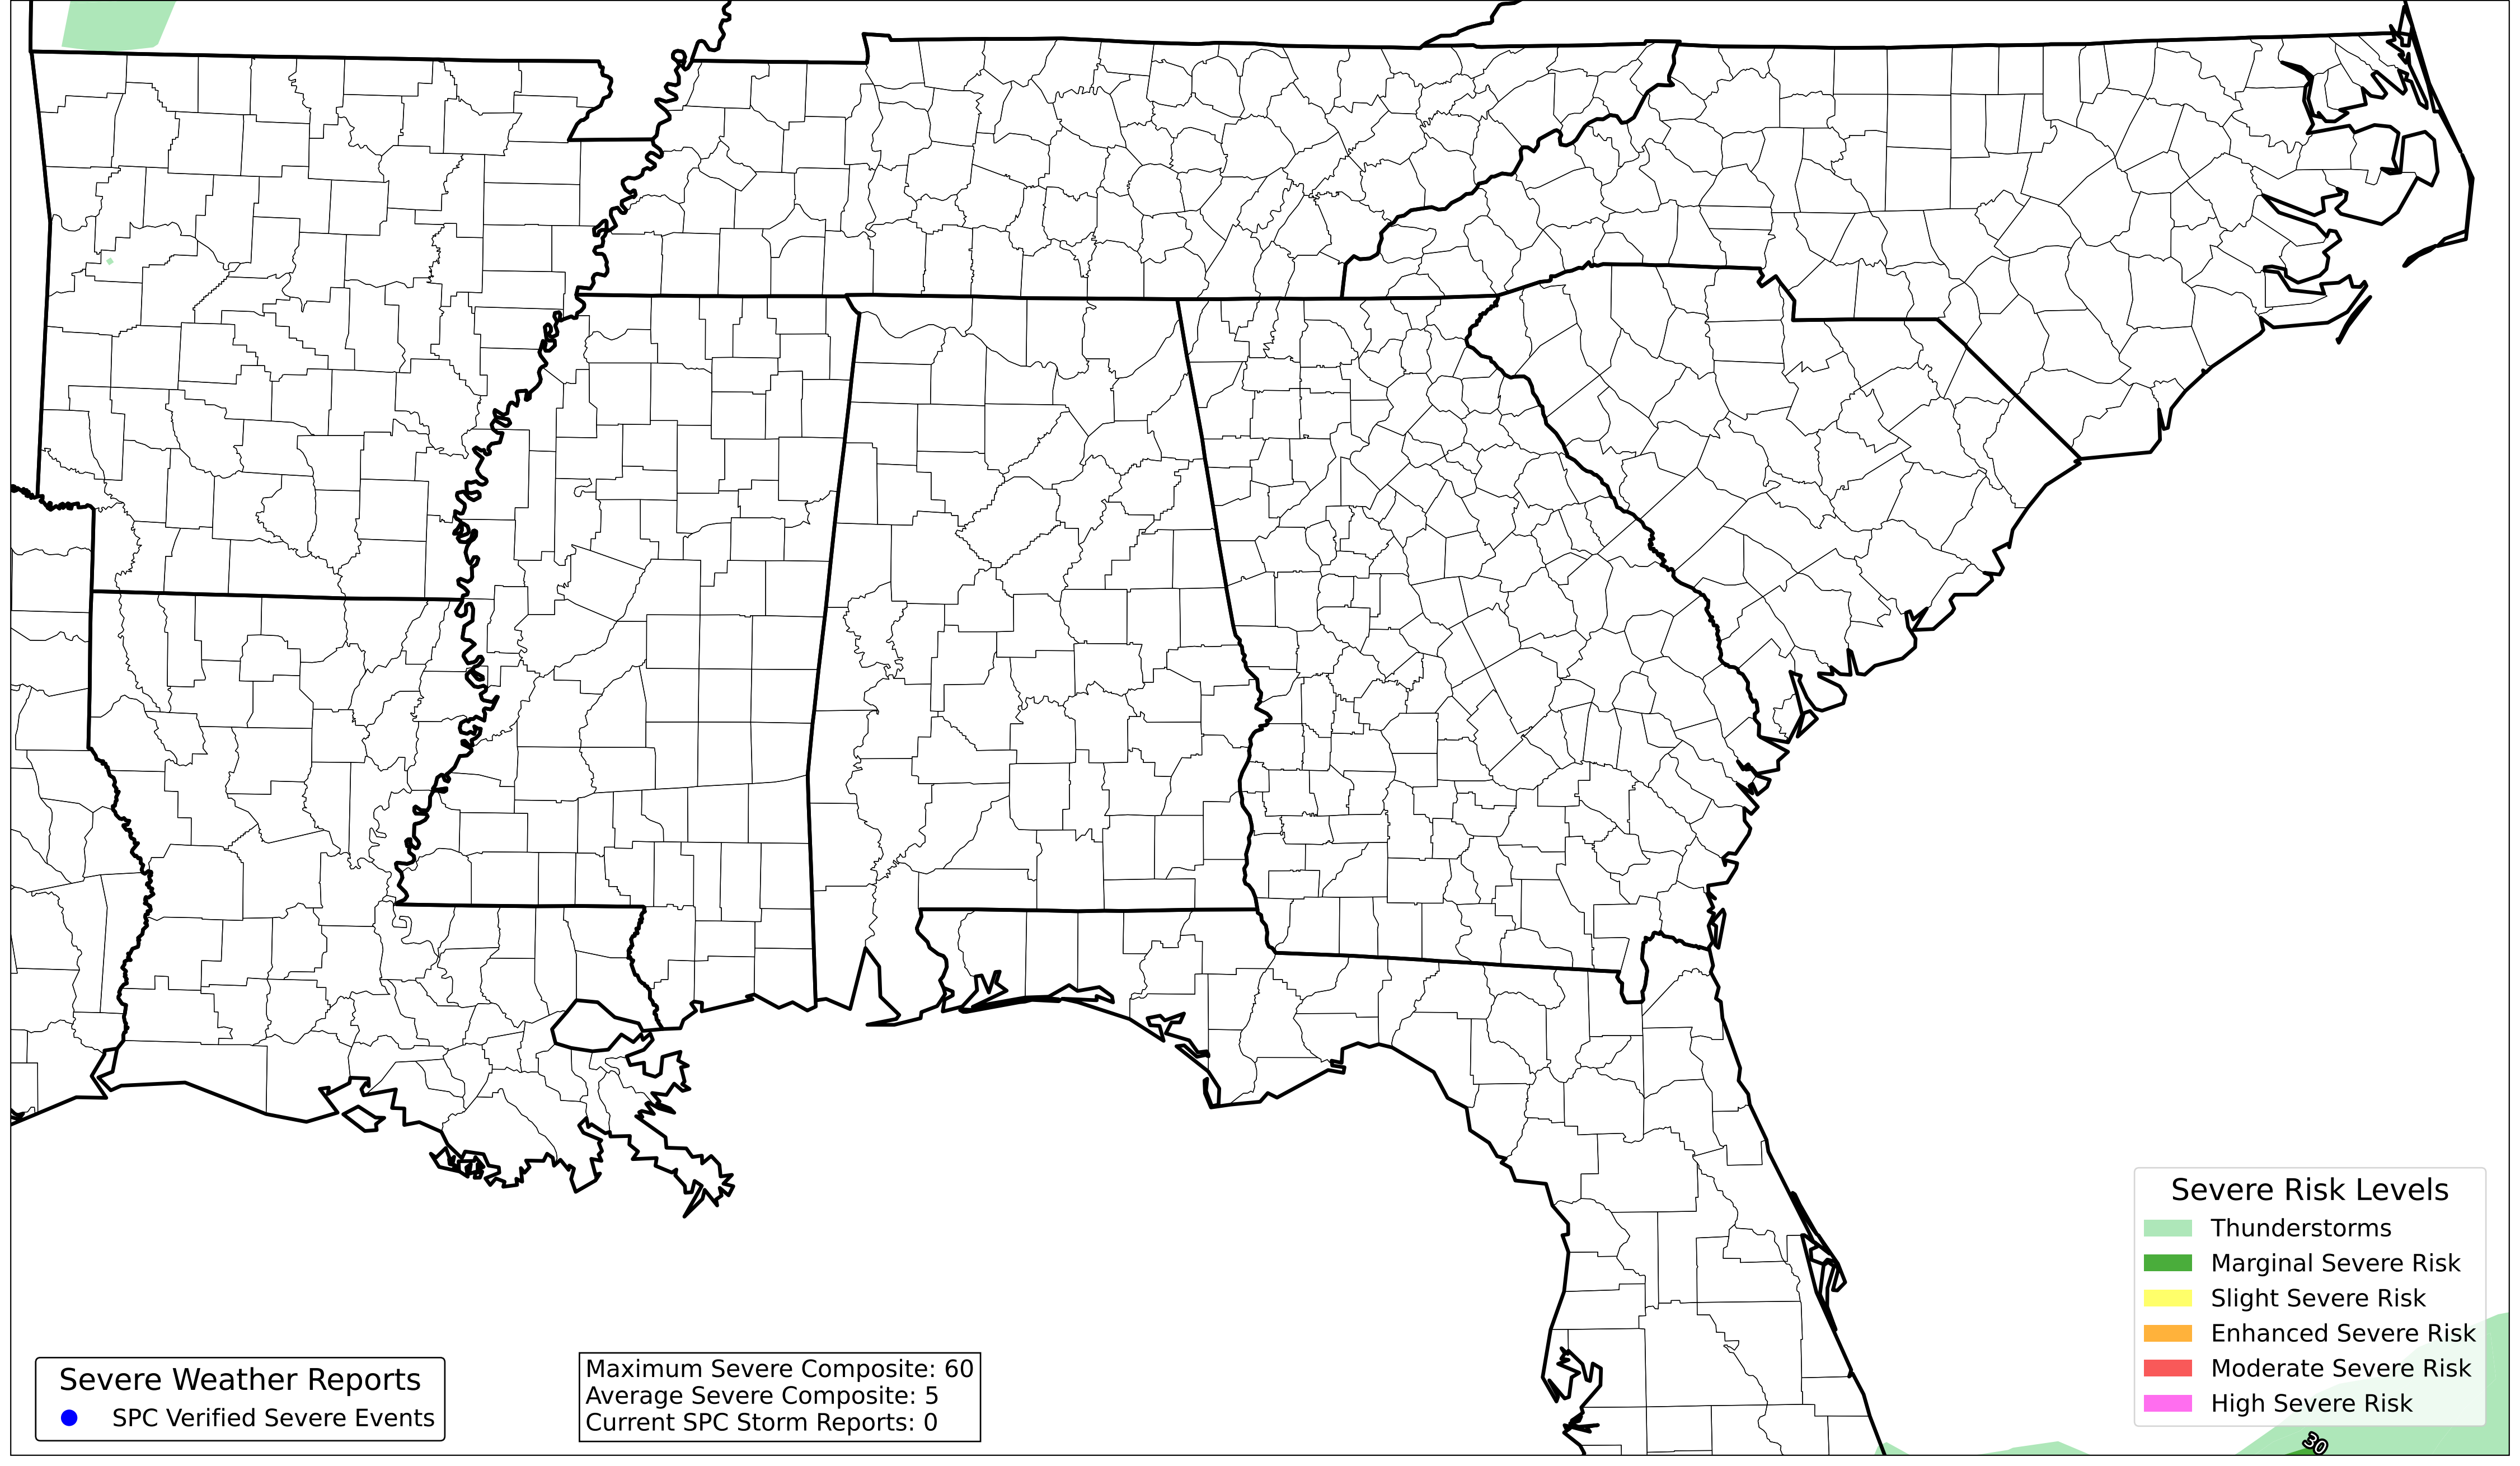 Severe Risk Levels
Thunderstorms
Marginal Severe Risk
Slight Severe Risk
Enhanced Severe Risk
Moderate Severe Risk
High Severe Risk
Severe Weather Reports
SPC Verified Severe Events
Maximum Severe Composite: 60
Average Severe Composite: 5
Current SPC Storm Reports: 0
30